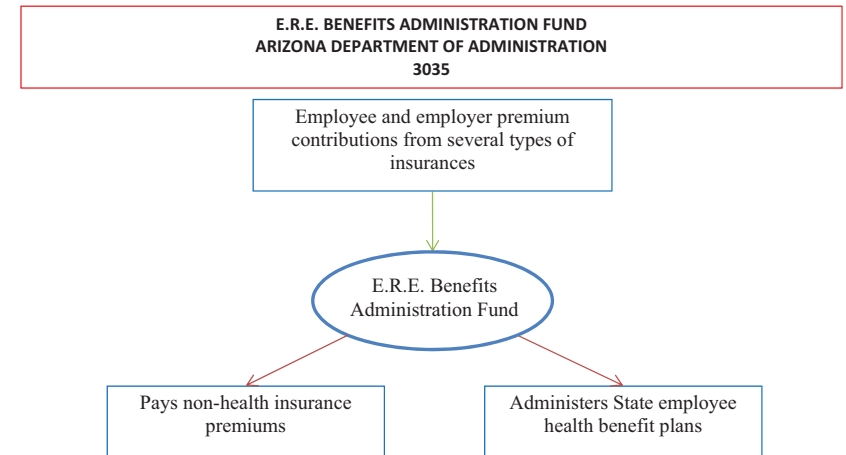 E.R.E. BENEFITS ADMINISTRATION FUND
ARIZONA DEPARTMENT OF ADMINISTRATION
3035
Employee and employer premium
contributions from several types of
insurances
E.R.E. Benefits
Administration Fund
Pays non-health insurance
premiums
Administers State employee
health benefit plans